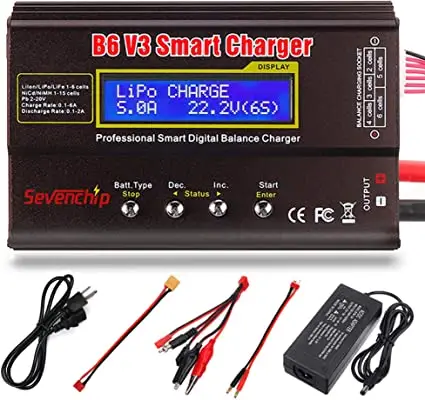 B6 V3 Smart Charger
DISPLAY
LiIon/LiPo/LiFe 1-6 cells
NiCd/NiMH 1-15 cells
Pb 2-20V
Charge Rate:0.1-6A
Discharge Rate:0.1-2A
LiPo CHARGE
5.0A 22.2V(6S)
Professional Smart Digital Balance Charger
BALANCE CHARGING SOCKET
2 cells
3 cells
4 cells
5 cells
6 cells
Sevenchip
Batt.Type
Stop
Dec.
Inc.
◄ Status ►
Start
Enter
CE FC
OUTPUT
+
-
AC/DC ADAPTER